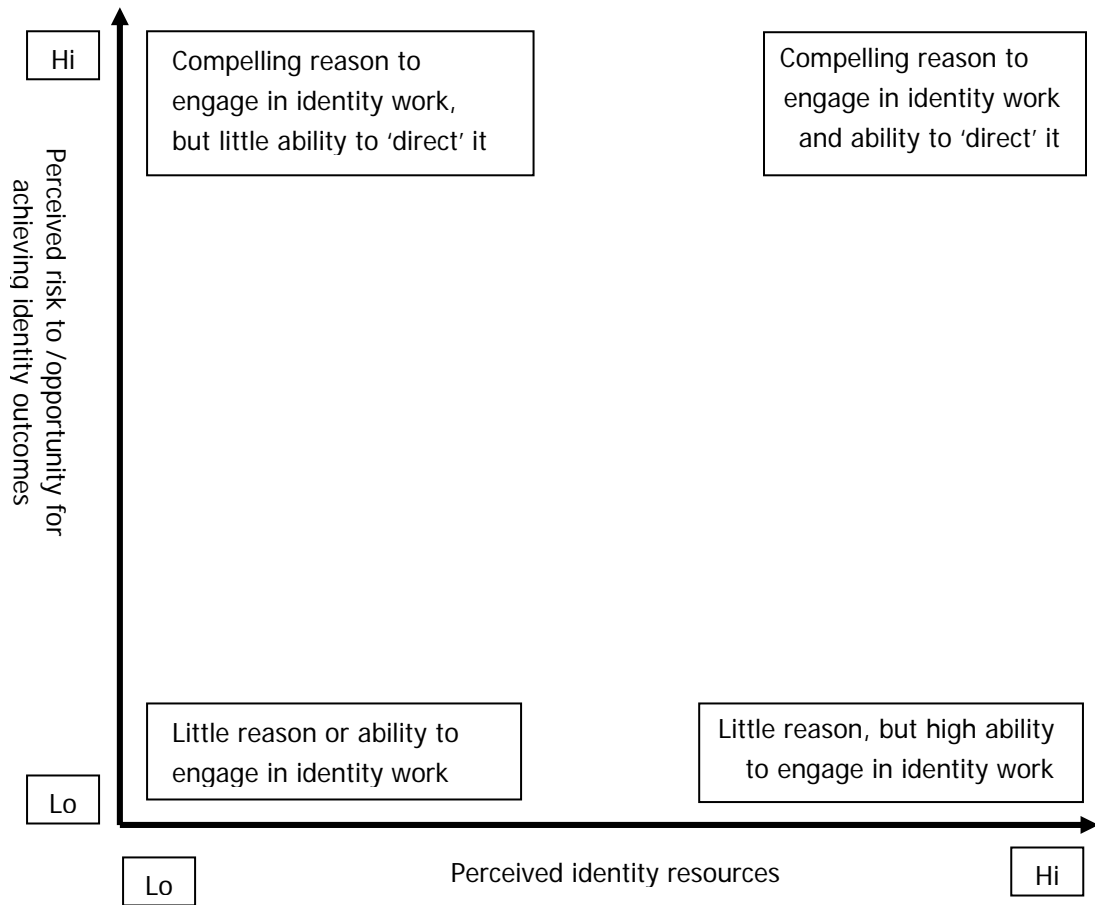 Hi
Compelling reason to
engage in identity work,
but little ability to ‘direct’ it
Compelling reason to
engage in identity work
and ability to ‘direct’ it
Perceived risk to /opportunity for
achieving identity outcomes
Little reason or ability to
engage in identity work
Little reason, but high ability
to engage in identity work
Lo
Lo
Perceived identity resources
Hi